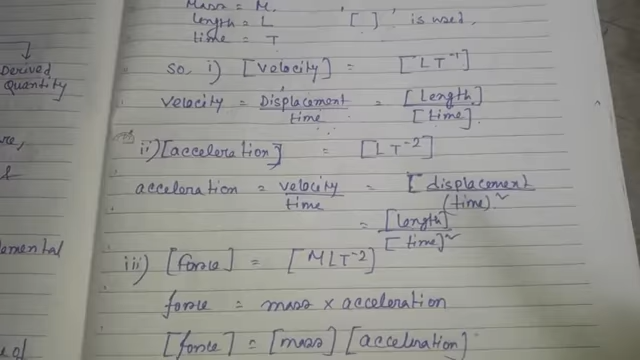 Mass = M.
length = L      '[ ]' is used,
time = T
Derived
Quantity
so i) [velocity] = [LT⁻¹]
velocity = Displacement/time = [length]/[time].
ii) [acceleration] = [LT⁻²]
acceleration = velocity/time = [displacement/(time)²
= [length]/[time]²
iii) [force] = [MLT⁻²]
force = mass × acceleration
[force] = [mass] [acceleration]